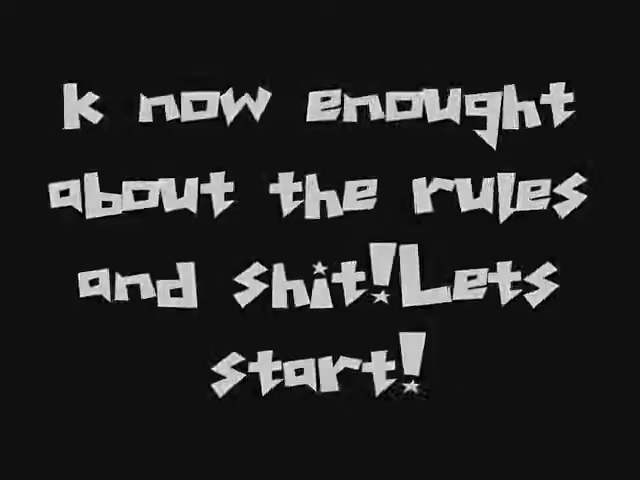 k now enought
about the rules
and shit!Lets
start!